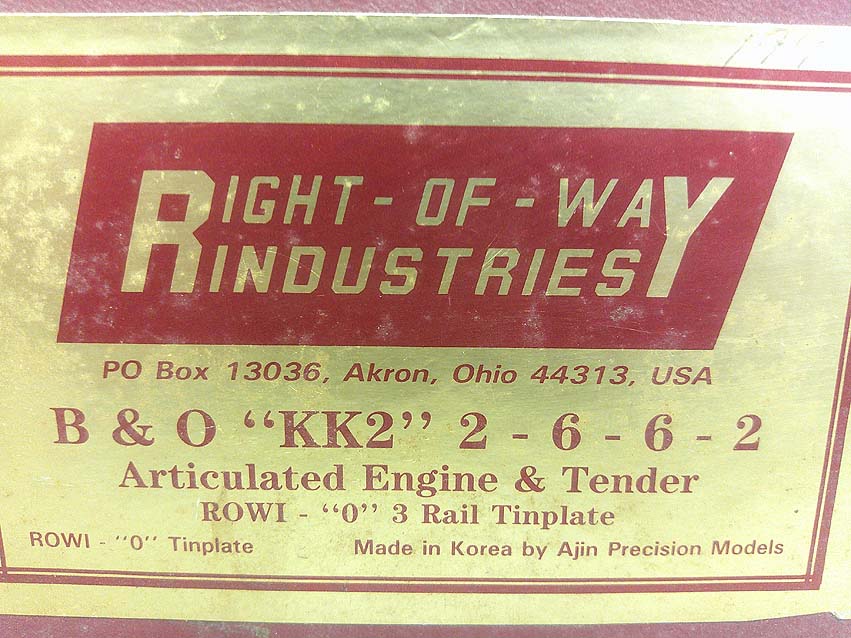 RIGHT - OF - WAY
INDUSTRIES
PO Box 13036, Akron, Ohio 44313, USA
B & O “KK2” 2 - 6 - 6 - 2
Articulated Engine & Tender
ROWI - “0” 3 Rail Tinplate
ROWI - "0" Tinplate
Made in Korea by Ajin Precision Models